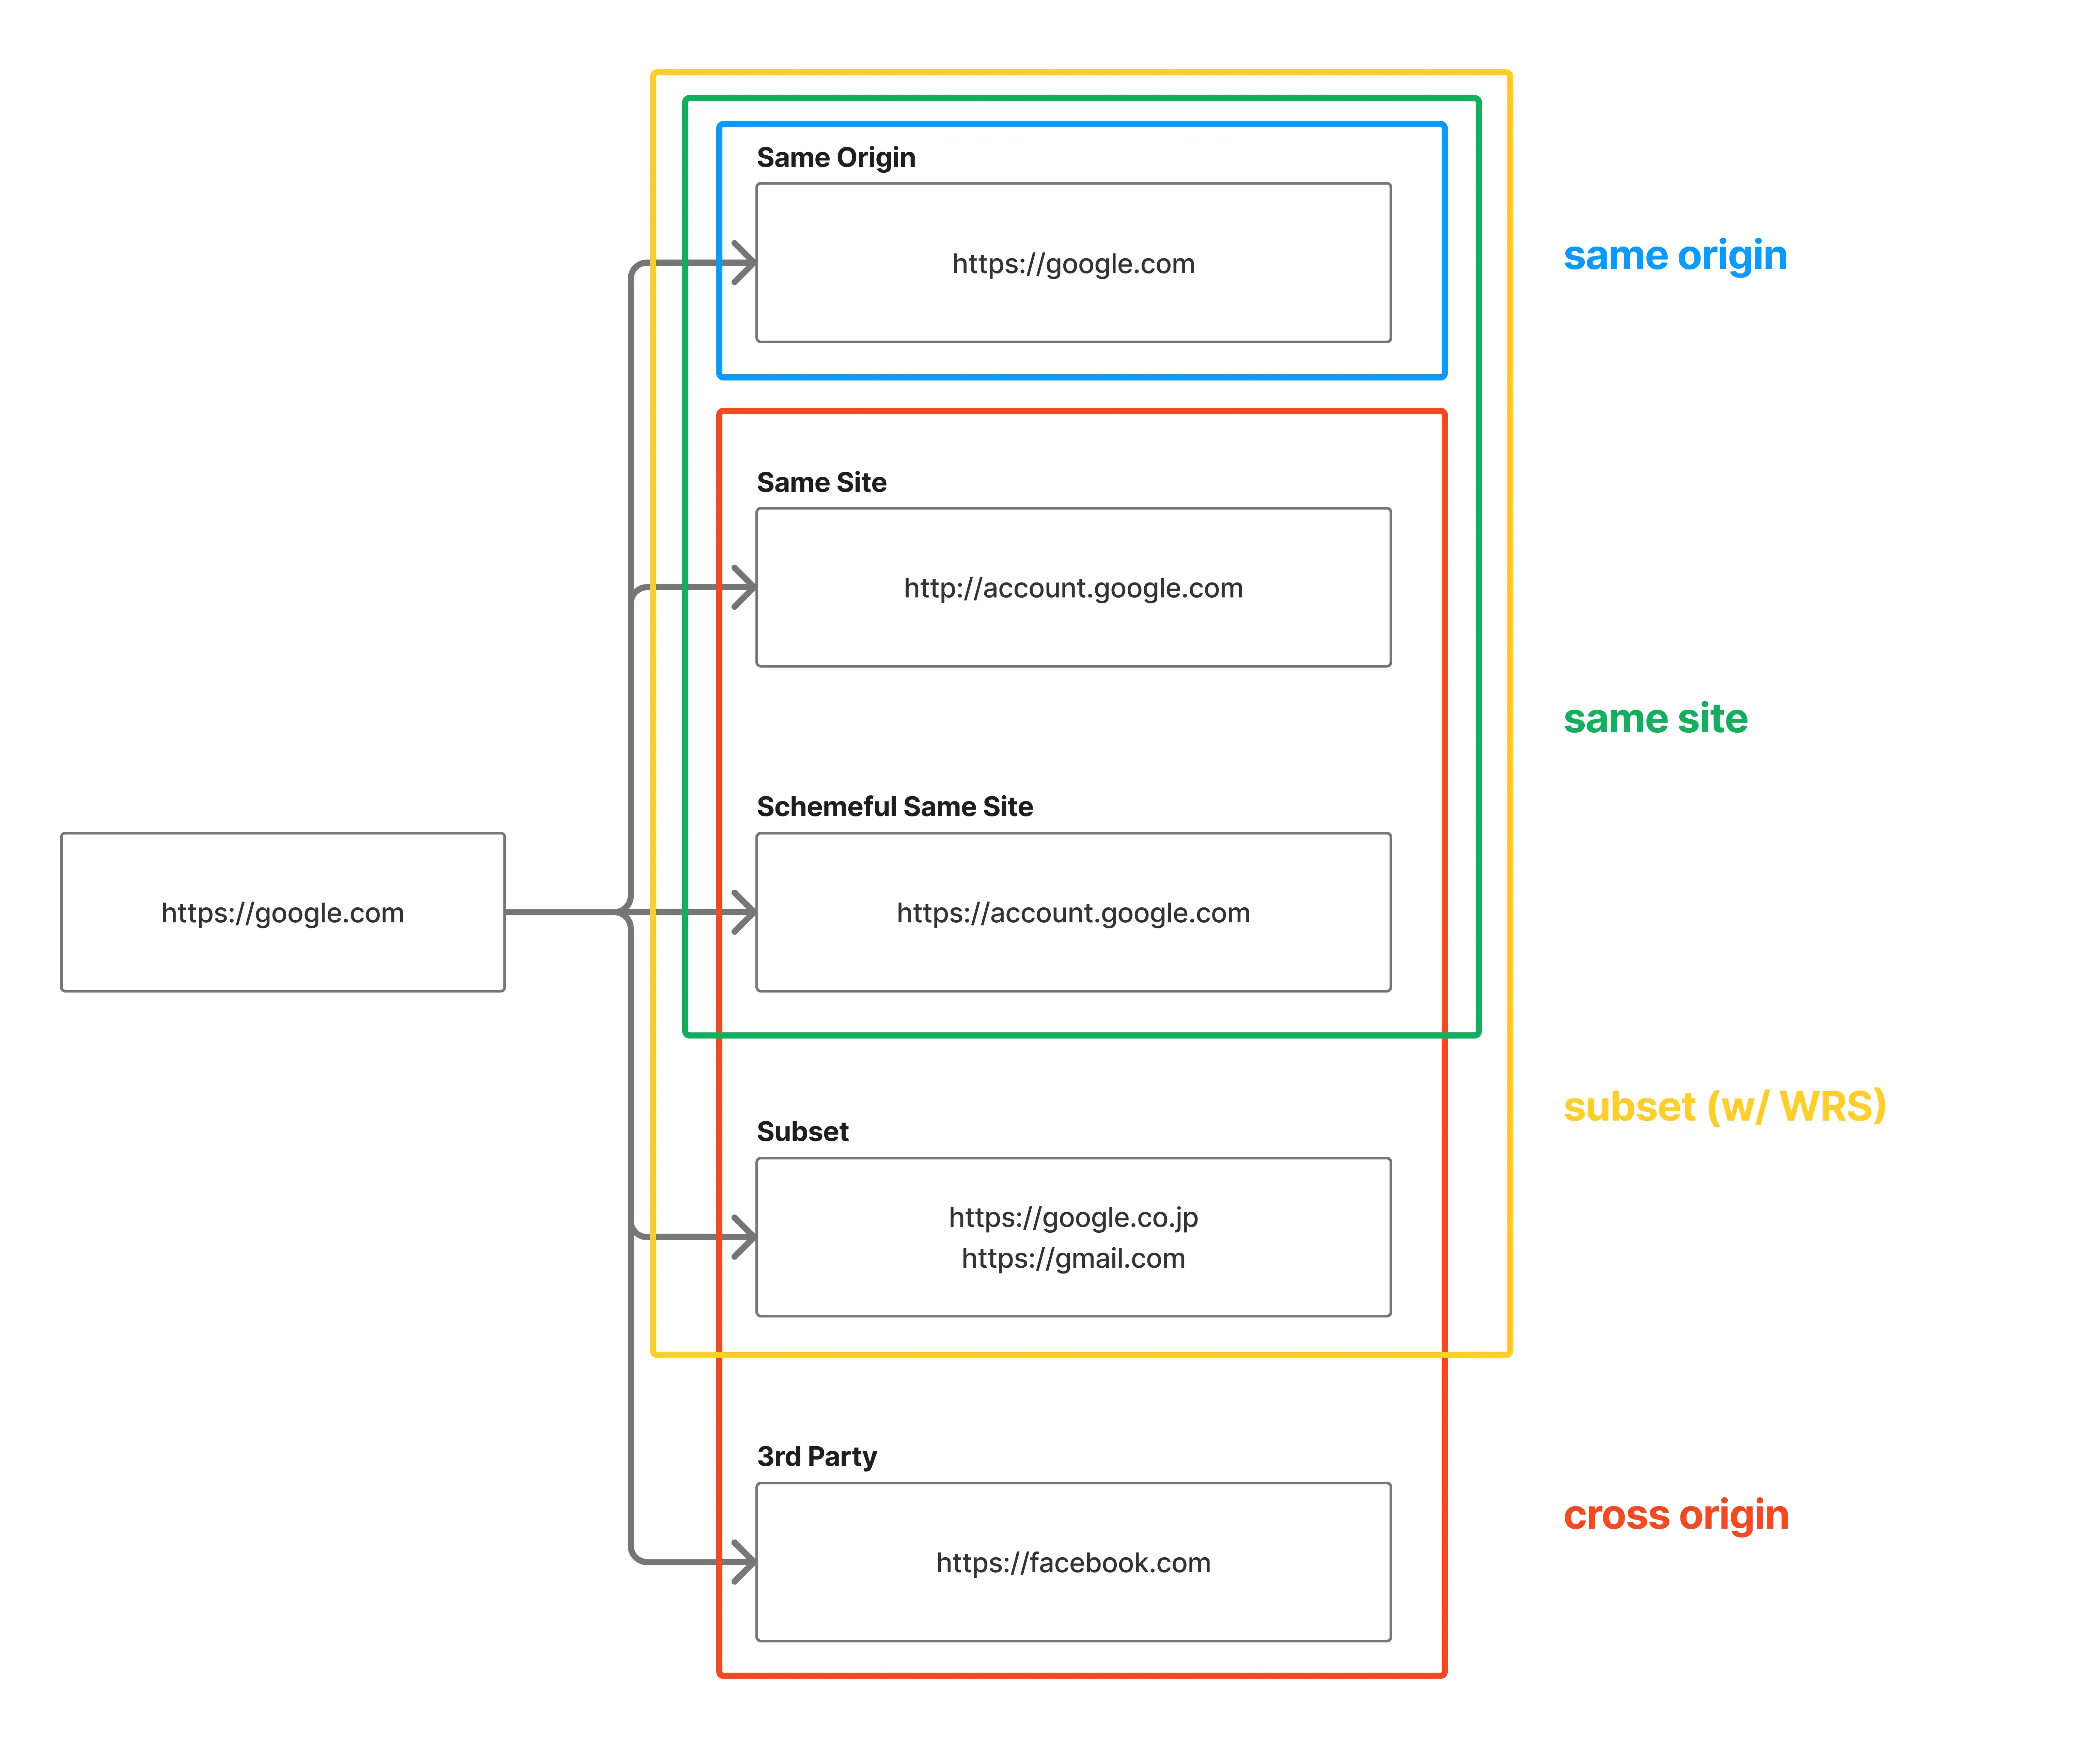 Same Origin
https://google.com
same origin
Same Site
http://account.google.com
same site
Schemeful Same Site
https://google.com
https://account.google.com
subset (w/ WRS)
Subset
https://google.co.jp
https://gmail.com
3rd Party
cross origin
https://facebook.com